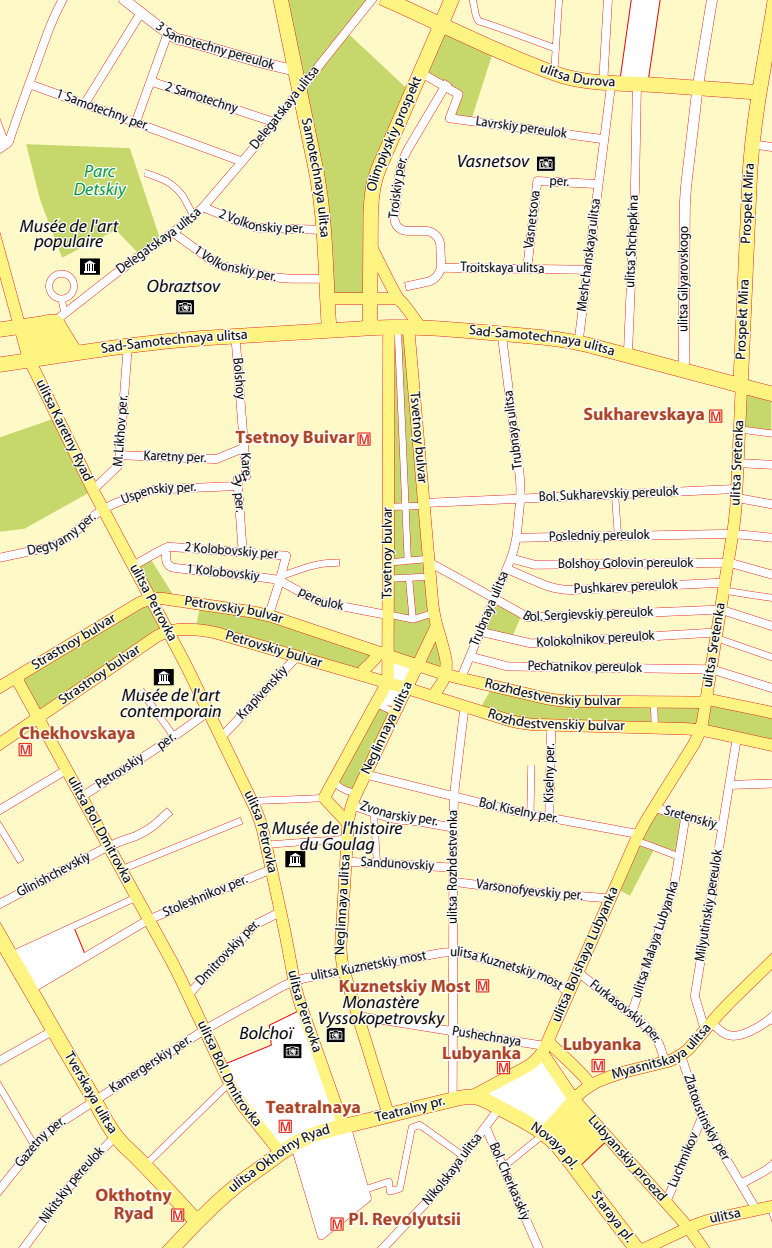 3 Samotechny pereulok
ulitsa Durova
1 Samotechny per.
2 Samotechny
Delegatskaya ulitsa
Samotechnaya ulitsa
Olimpiyskiy prospekt
Lavrskiy pereulok
Vasnetsov
per.
Vasnetsova
Parc
Detskiy
Troiskiy per.
Meshchanskaya ulitsa
ulitsa Shchepkina
ulitsa Gilyarovskogo
Prospekt Mira
Prospekt Mira
2 Volkonskiy per.
Musée de l'art
populaire
Delegatskaya ulitsa
1 Volkonskiy per.
Troitskaya ulitsa
Obraztsov
Sad-Samotechnaya ulitsa
Sad-Samotechnaya ulitsa
ulitsa Karetny Ryad
M.Likhov per.
Bolshoy
Karetny per.
Tsvetnoy bulvar
Trubnaya ulitsa
Sukharevskaya
M
Tsetnoy Buivar
M
ulitsa Sretenka
Karetny per.
Uspenskiy per.
Bol. Sukharevskiy pereulok
Degtyarny per.
Tsvetnoy bulvar
Posledniy pereulok
2 Kolobovskiy per
Bolshoy Golovin pereulok
1 Kolobovskiy
pereulok
Pushkarev pereulok
ulitsa Petrovka
Trubnaya ulitsa
Petrovskiy bulvar
Bol. Sergievskiy pereulok
Strastnoy bulvar
Kolokolnikov pereulok
ulitsa Sretenka
Petrovskiy bulvar
Pechatnikov pereulok
Strastnoy bulvar
Musée de l'art
contemporain
Krapivenskiy
Rozhdestvenskiy bulvar
Rozhdestvenskiy bulvar
Neglinnaya ulitsa
Chekhovskaya
M
Petrovskiy per.
Kiselny per.
ulitsa Bol. Dmitrovka
ulitsa Petrovka
Zvonarskiy per.
Bol. Kiselny per.
Sretenskiy
Musée de l'histoire
du Goulag
Sandunovskiy
ulitsa Rozhdestvenka
Glinishchevskiy
Stoleshnikov per.
Varsonofyevskiy per.
Neglinnaya ulitsa
ulitsa Bolshaya Lubyanka
ulitsa Malaya Lubyanka
Milyutinskiy pereulok
Dmitrovskiy per.
ulitsa Kuznetskiy most
ulitsa Kuznetskiy most
Kuznetskiy Most
M
Furkasovskiy per.
Monastère
Vyssokopetrovsky
ulitsa Petrovka
Bolchoï
Pushechnaya
Lubyanka
M
Lubyanka
M
Myasnitskaya ulitsa
Kamergerskiy per.
ulitsa Bol. Dmitrovka
Tverskaya ulitsa
Teatralnaya
M
Teatralny pr.
Zlatoustinskiy per
Gazetny per.
ulitsa Okhotny Ryad
Novaya pl.
Lubyanskiy proezd
Nikitskiy pereulok
Nikolskaya ulitsa
Bol.Cherkasskiy
Luchmikov
Okthotny
Ryad
M
M
Pl. Revolyutsii
Staraya pl.
ulitsa